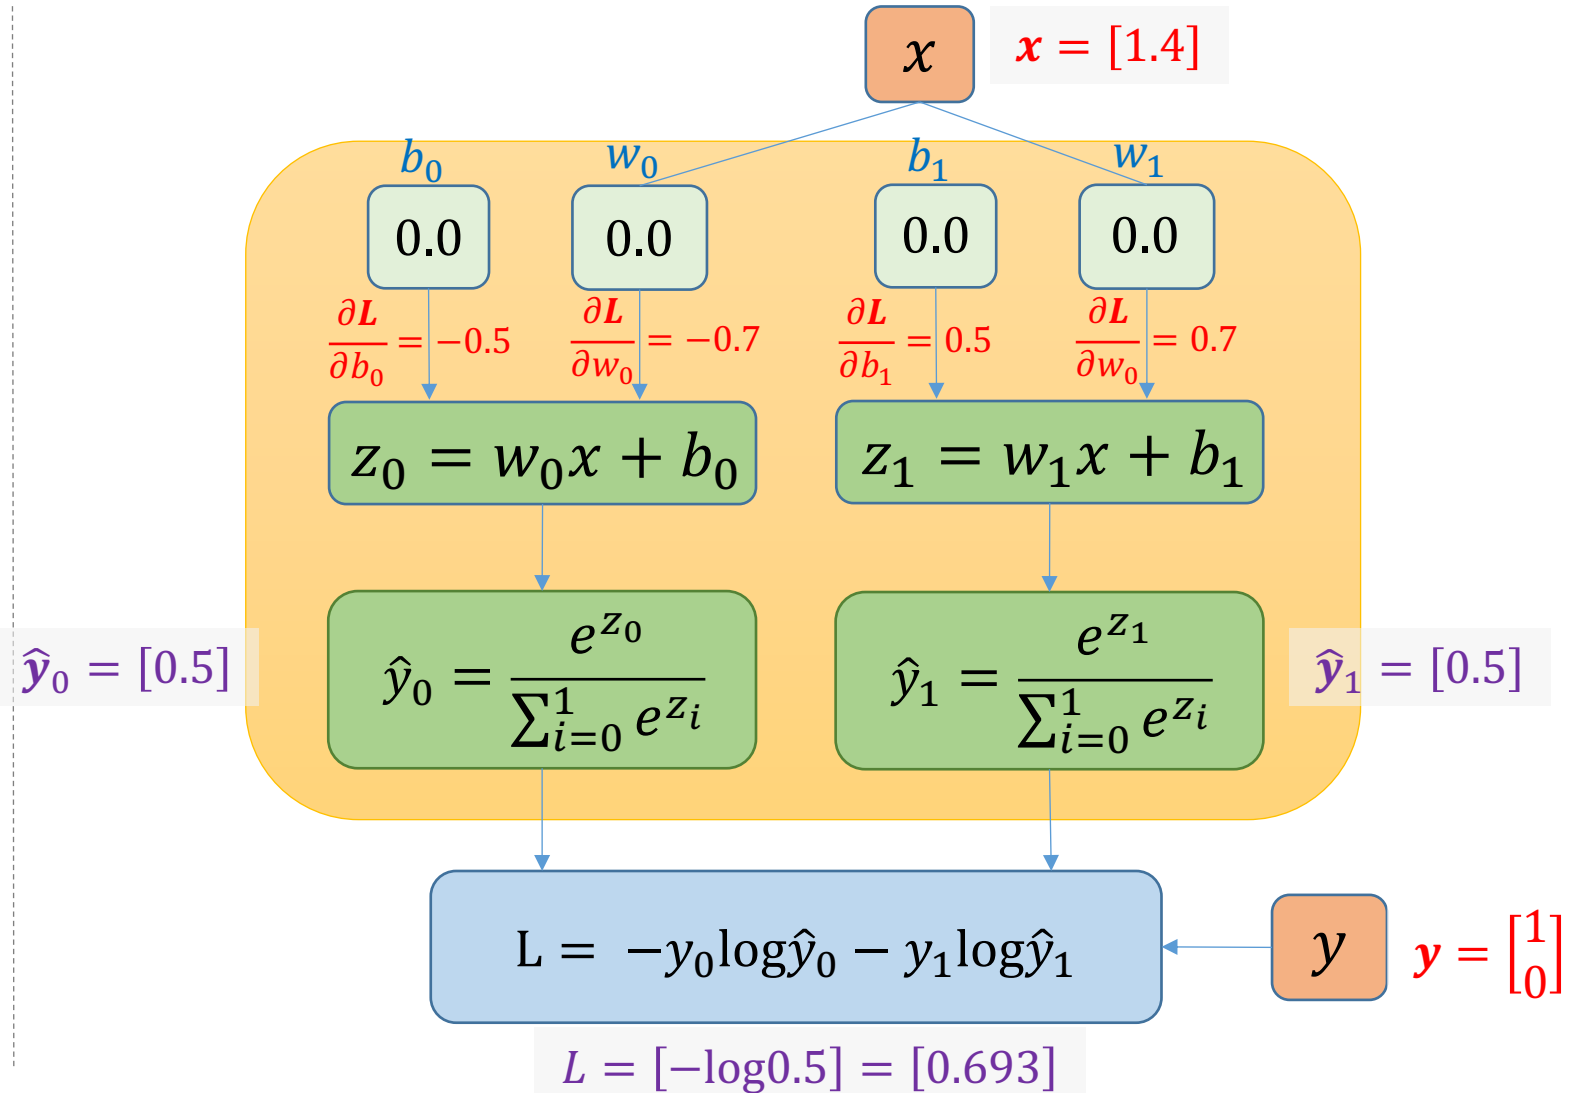 x
x = [1.4]
b₀ w₀ b₁ w₁
0.0 0.0 0.0 0.0
∂L/∂b₀ = −0.5 ∂L/∂w₀ = −0.7 ∂L/∂b₁ = 0.5 ∂L/∂w₀ = 0.7
z₀ = w₀x + b₀ z₁ = w₁x + b₁
ŷ₀ = [0.5] ŷ₀ = e^{z₀} / ∑_{i=0}^{1} e^{z_i} ŷ₁ = e^{z₁} / ∑_{i=0}^{1} e^{z_i} ŷ₁ = [0.5]
L = −y₀logŷ₀ − y₁logŷ₁
y
y = [1 0]
L = [−log0.5] = [0.693]